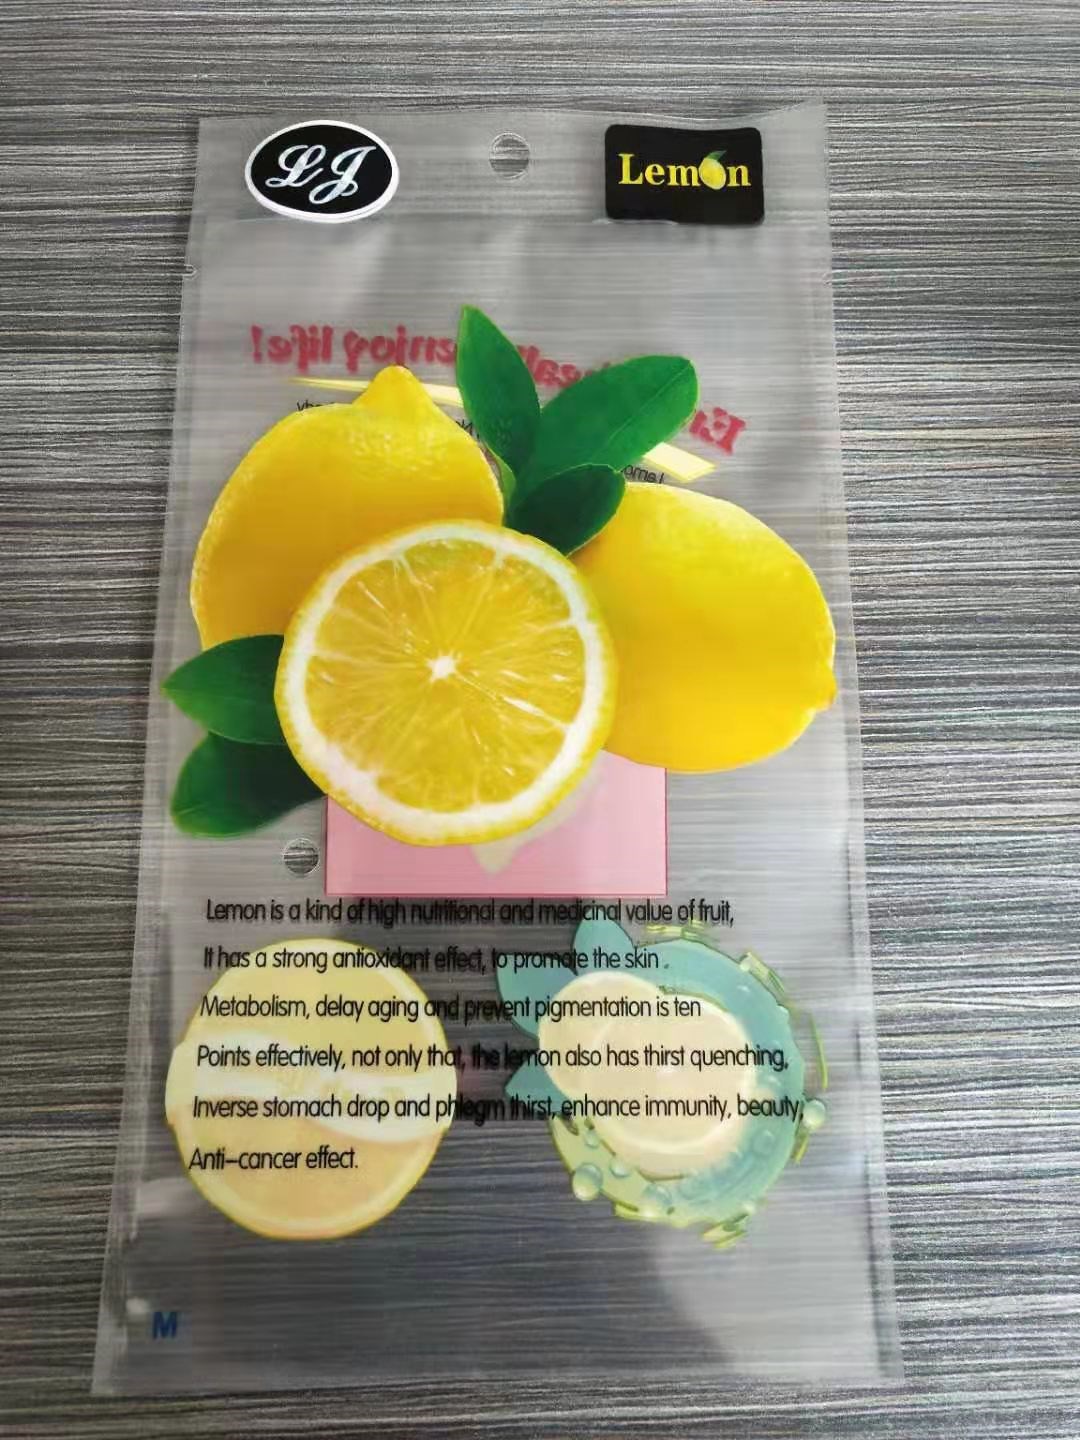 LJ
Lemon
enjoy life!
Lemon is a kind of high nutritional and medicinal value of fruit,
It has a strong antioxidant effect, to promote the skin .
Metabolism, delay aging and prevent pigmentation is ten
Points effectively, not only that, the lemon also has thirst quenching,
Inverse stomach drop and phlegm thirst, enhance immunity, beauty,
Anti-cancer effect.
M